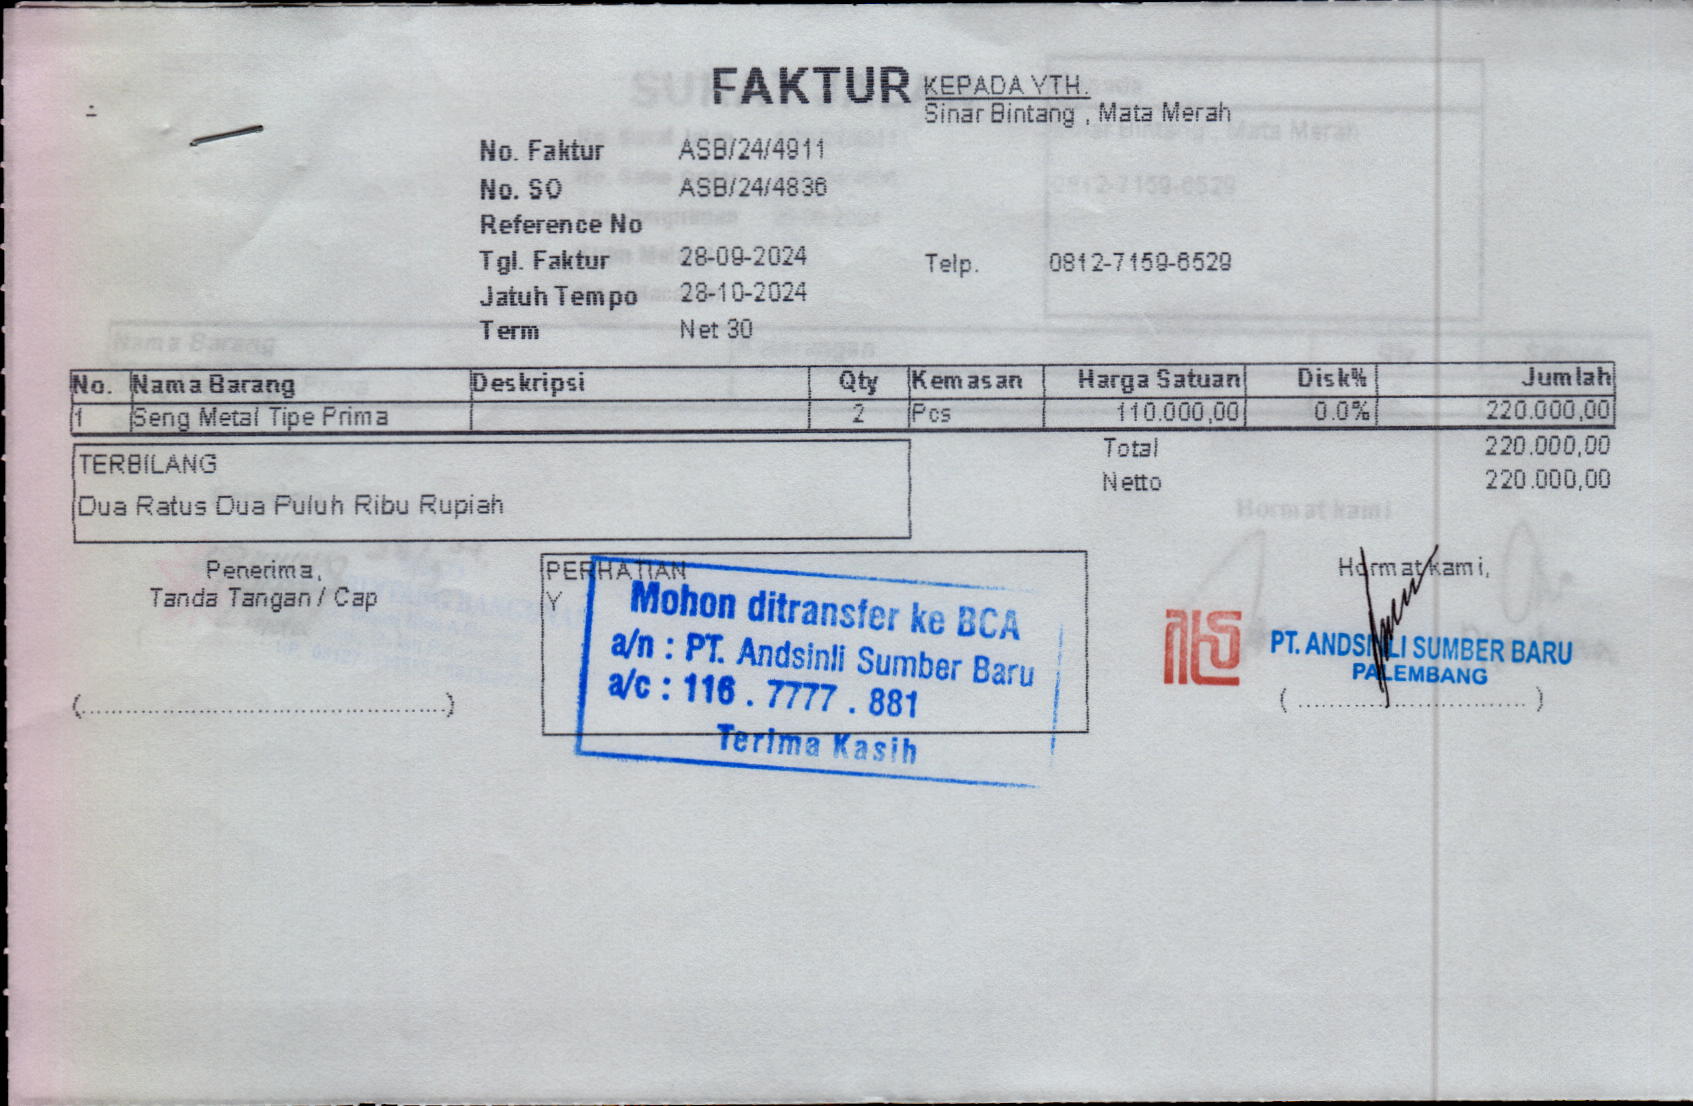 FAKTUR
KEPADA YTH.
Sinar Bintang , Mata Merah
No. Faktur ASB/24/4911
No. SO ASB/24/4836
Reference No
Tgl. Faktur 28-09-2024
Telp. 0812-7159-6529
Jatuh Tempo 28-10-2024
Term Net 30
No. Nama Barang Deskripsi Qty Kemasan Harga Satuan Disk% Jumlah
1 Seng Metal Tipe Prima 2 Pcs 110.000,00 0.0% 220.000,00
Total 220.000,00
Netto 220.000,00
TERBILANG
Dua Ratus Dua Puluh Ribu Rupiah
Penerima,
Tanda Tangan / Cap
(..................................................)
PERHATIAN
Y
Mohon ditransfer ke BCA
a/n : PT. Andsinli Sumber Baru
a/c : 116 . 7777 . 881
Terima Kasih
Hormat kami,
PT. ANDSINLI SUMBER BARU
PALEMBANG
( ................................ )